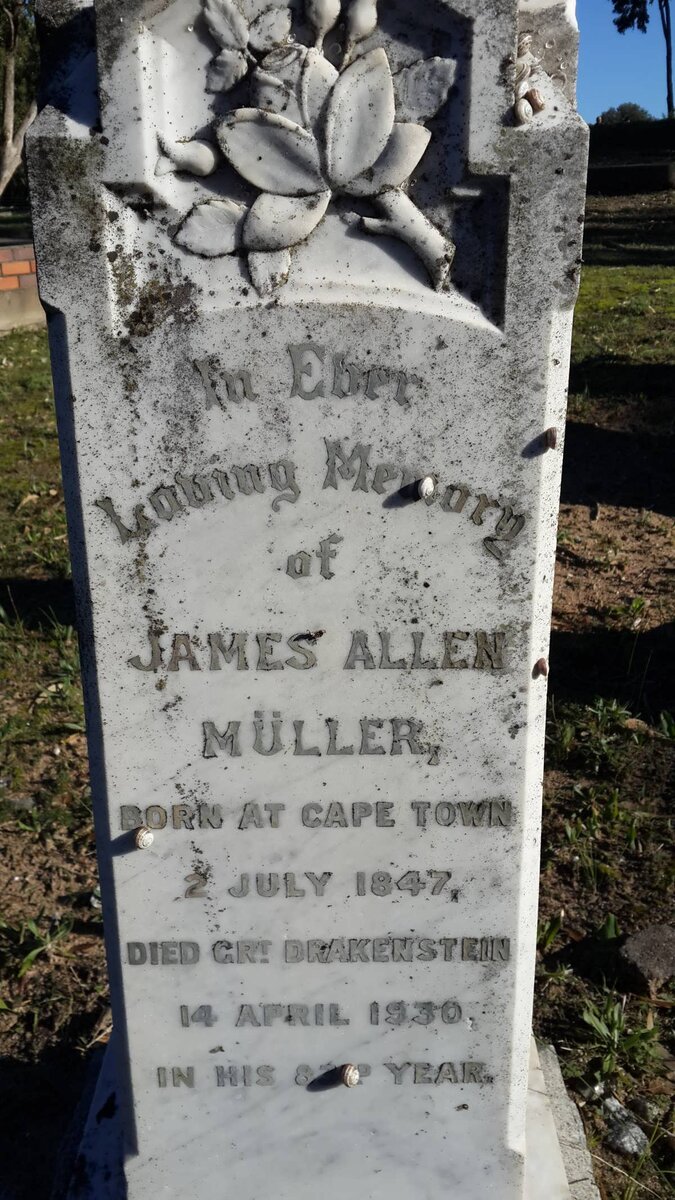 In Ever
Loving Memory
of
JAMES ALLEN
MÜLLER,
BORN AT CAPE TOWN
2 JULY 1847,
DIED GRT. DRAKENSTEIN
14 APRIL 1930.
IN HIS YEAR.